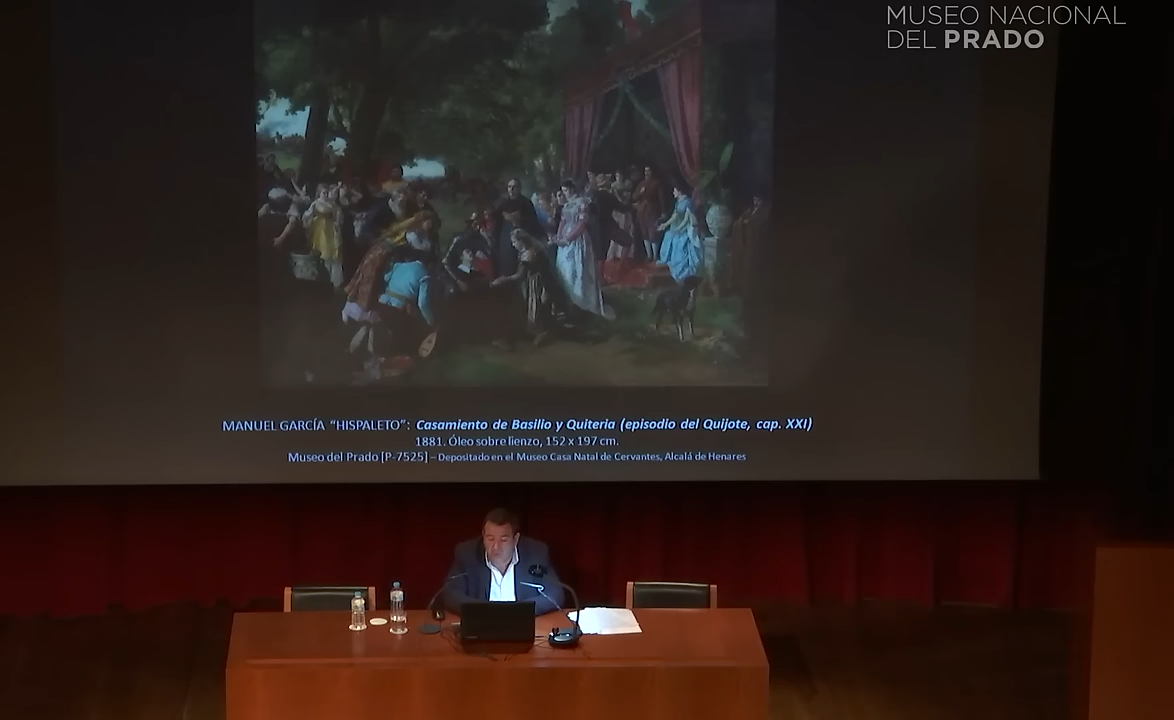 MUSEO NACIONAL
DEL PRADO
MANUEL GARCÍA “HISPALETO”: Casamiento de Basilio y Quiteria (episodio del Quijote, cap. XXI)
1881. Óleo sobre lienzo, 152 x 197 cm.
Museo del Prado [P-7525] – Depositado en el Museo Casa Natal de Cervantes, Alcalá de Henares